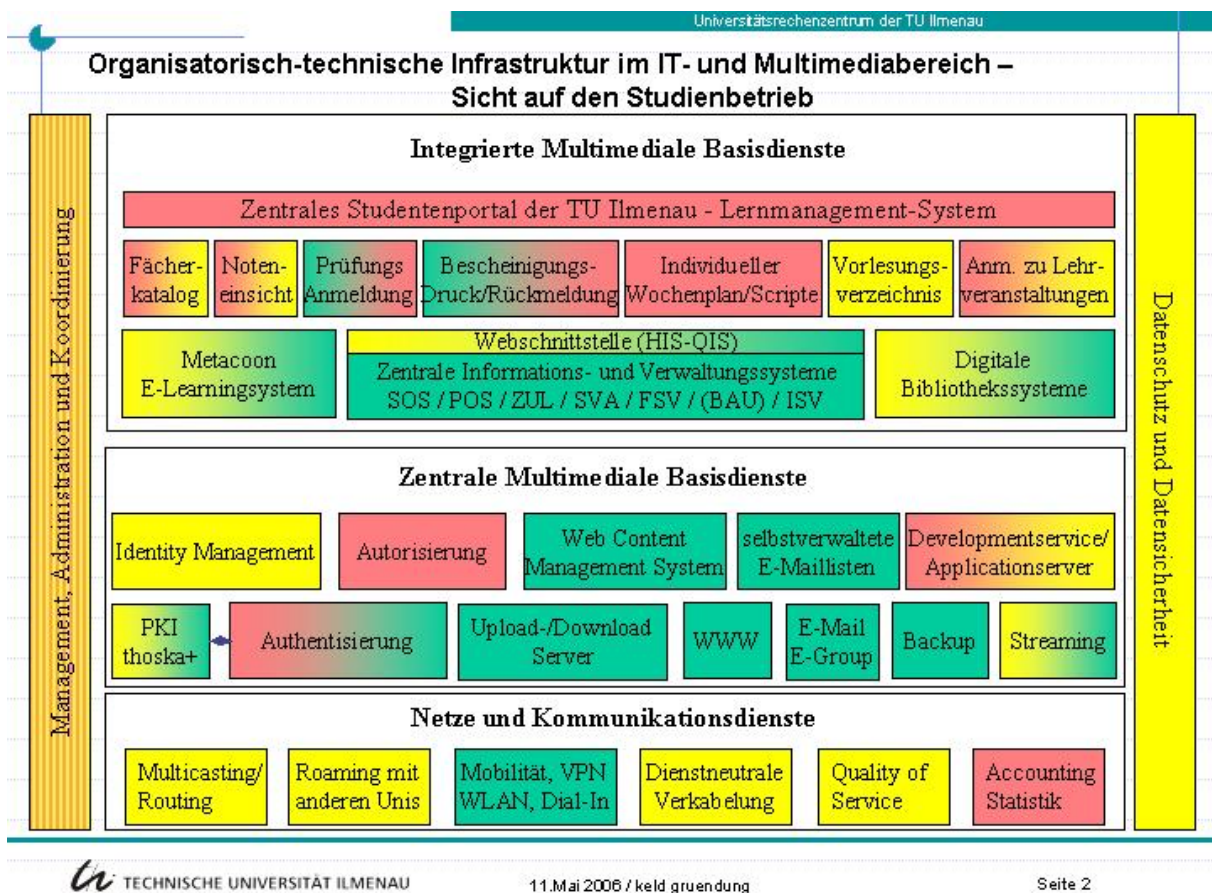 Universitätsrechenzentrum der TU Ilmenau
Organisatorisch-technische Infrastruktur im IT- und Multimediabereich –
Sicht auf den Studienbetrieb
Management, Administration und Koordinierung
Integrierte Multimediale Basisdienste
Zentrales Studentenportal der TU Ilmenau - Lernmanagement-System
Fächer-
katalog
Noten-
einsicht
Prüfungs
Anmeldung
Bescheinigungs-
Druck/Rückmeldung
Individueller
Wochenplan/Scripte
Vorlesungs-
verzeichnis
Anm. zu Lehr-
veranstaltungen
Metacoon
E-Learningsystem
Webschnittstelle (HIS-QIS)
Zentrale Informations- und Verwaltungssysteme
SOS / POS / ZUL / SVA / FSV / (BAU) / ISV
Digitale
Bibliothekssysteme
Zentrale Multimediale Basisdienste
Identity Management
Autorisierung
Web Content
Management System
selbstverwaltete
E-Maillisten
Developmentservice/
Applicationserver
PKI
thoska+
Authentisierung
Upload-/Download
Server
WWW
E-Mail
E-Group
Backup
Streaming
Netze und Kommunikationsdienste
Multicasting/
Routing
Roaming mit
anderen Unis
Mobilität, VPN
WLAN, Dial-In
Dienstneutrale
Verkabelung
Quality of
Service
Accounting
Statistik
Datenschutz und Datensicherheit
th TECHNISCHE UNIVERSITÄT ILMENAU
11.Mai 2006 / keld gruendung
Seite 2